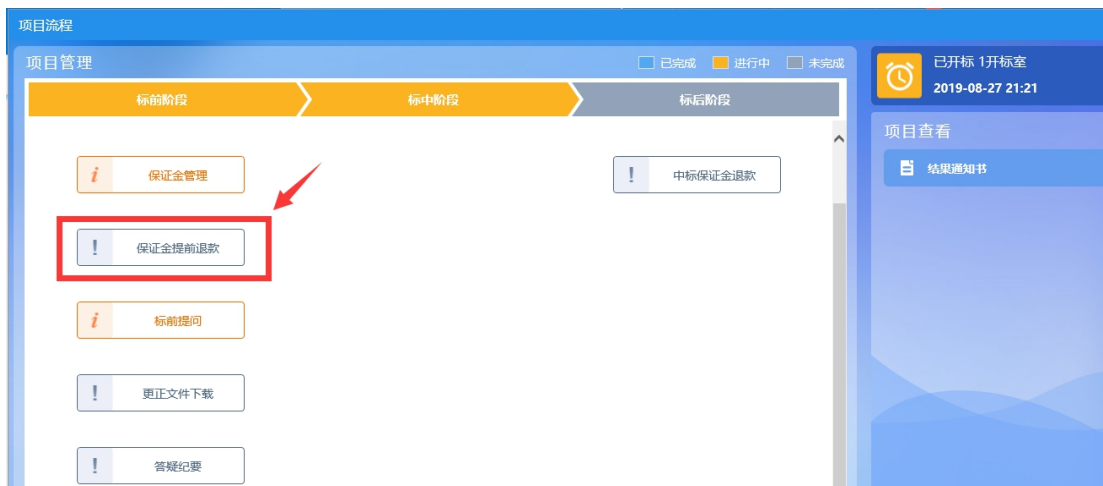 项目流程
项目管理
已完成 进行中 未完成
标前阶段 标中阶段 标后阶段
i 保证金管理
! 中标保证金退款
! 保证金提前退款
i 标前提问
! 更正文件下载
! 答疑纪要
已开标 1开标室
2019-08-27 21:21
项目查看
结果通知书